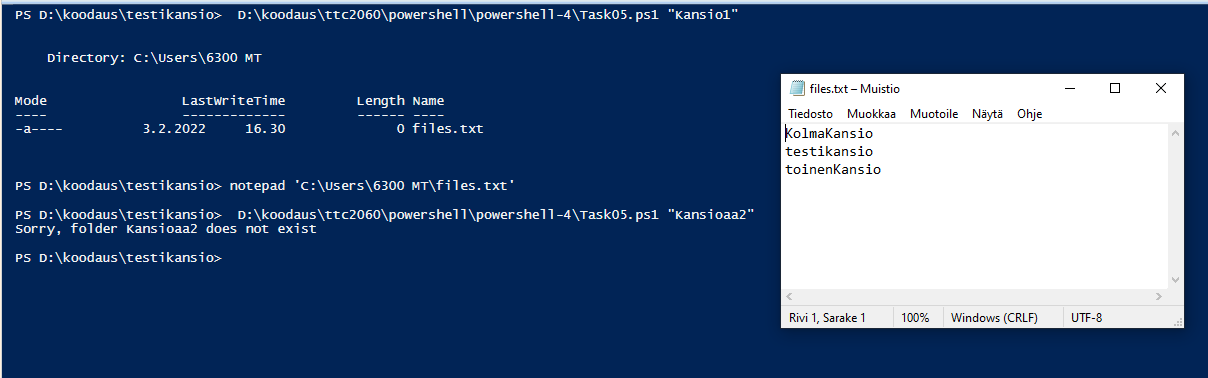 PS D:\koodaus\testikansio>  D:\koodaus\ttc2060\powershell\powershell-4\Task05.ps1 "Kansio1"
Directory: C:\Users\6300 MT
Mode                LastWriteTime         Length Name
----                -------------         ------ ----
-a----         3.2.2022     16.30              0 files.txt
PS D:\koodaus\testikansio> notepad 'C:\Users\6300 MT\files.txt'
PS D:\koodaus\testikansio>  D:\koodaus\ttc2060\powershell\powershell-4\Task05.ps1 "Kansioaa2"
Sorry, folder Kansioaa2 does not exist
PS D:\koodaus\testikansio>
files.txt – Muistio
Tiedosto Muokkaa Muotoile Näytä Ohje
KolmaKansio
testikansio
toinenKansio
Rivi 1, Sarake 1 100% Windows (CRLF) UTF-8